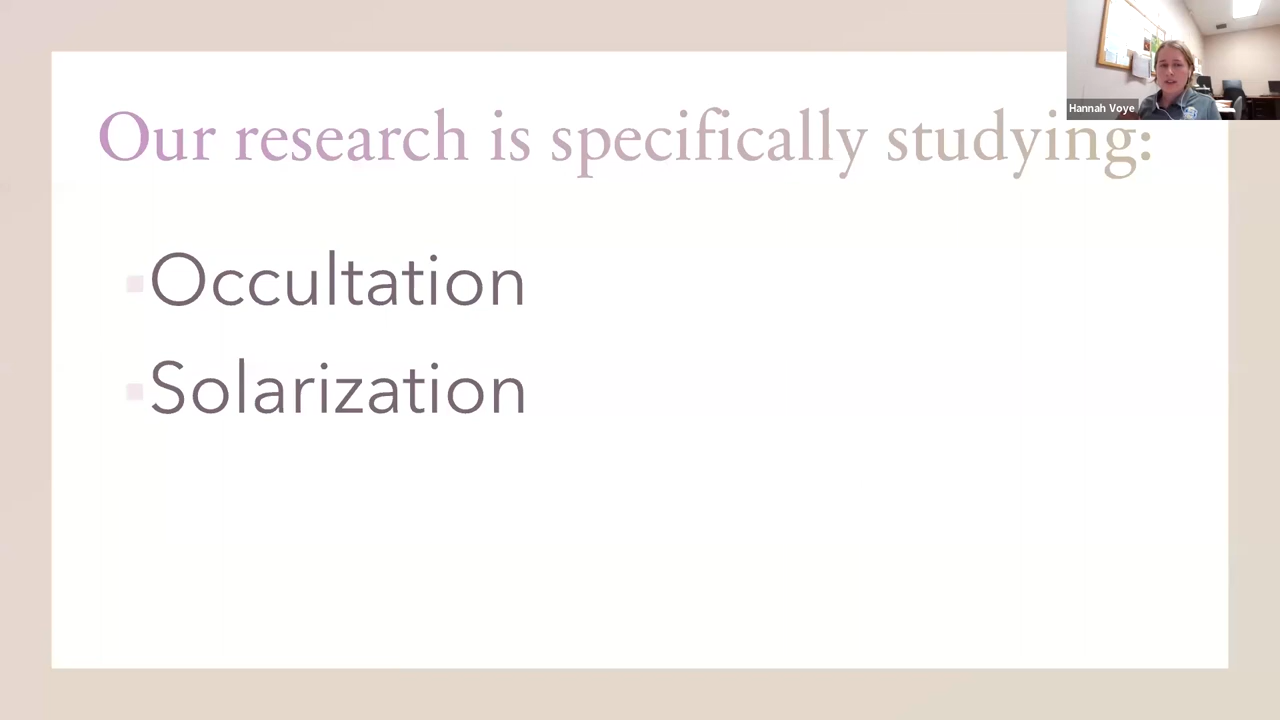 Our research is specifically studying:
Occultation
Solarization
Hannah Voye